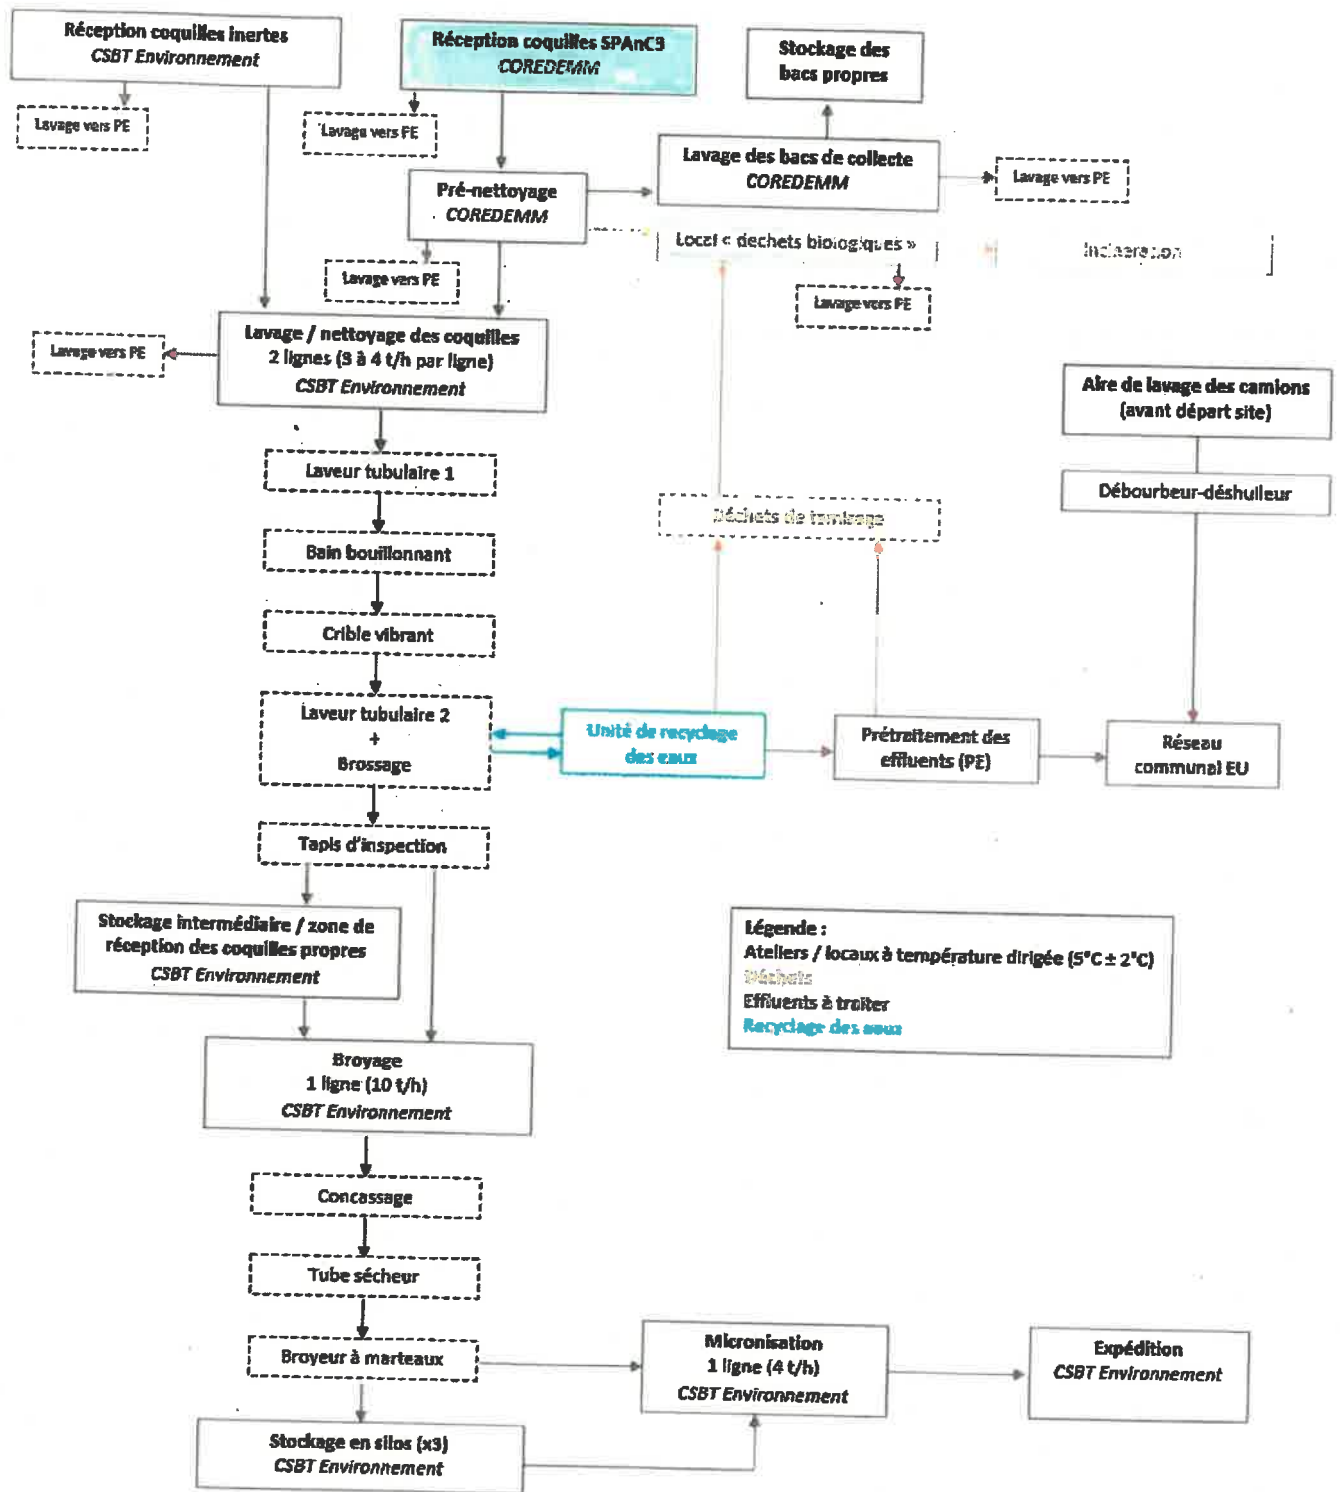 Réception coquilles inertes
CSBT Environnement
Réception coquilles SPAnC3
COREDEMM
Stockage des
bacs propres
Lavage vers PE
Lavage vers PE
Lavage des bacs de collecte
COREDEMM
Lavage vers PE
Pré-nettoyage
COREDEMM
Local « déchets biologiques »
Incinération
Lavage vers PE
Lavage vers PE
Lavage / nettoyage des coquilles
2 lignes (3 à 4 t/h par ligne)
CSBT Environnement
Lavage vers PE
Aire de lavage des camions
(avant départ site)
Laveur tubulaire 1
Débourbeur-déshuileur
Déchets de tamisage
Bain bouillonnant
Crible vibrant
Laveur tubulaire 2
+
Brossage
Unité de recyclage
des eaux
Prétraitement des
effluents (PE)
Réseau
communal EU
Tapis d'inspection
Stockage intermédiaire / zone de
réception des coquilles propres
CSBT Environnement
Légende :
Ateliers / locaux à température dirigée (5°C ± 2°C)
Déchets
Effluents à traiter
Recyclage des eaux
Broyage
1 ligne (10 t/h)
CSBT Environnement
Concassage
Tube sécheur
Broyeur à marteaux
Micronisation
1 ligne (4 t/h)
CSBT Environnement
Expédition
CSBT Environnement
Stockage en silos (x3)
CSBT Environnement